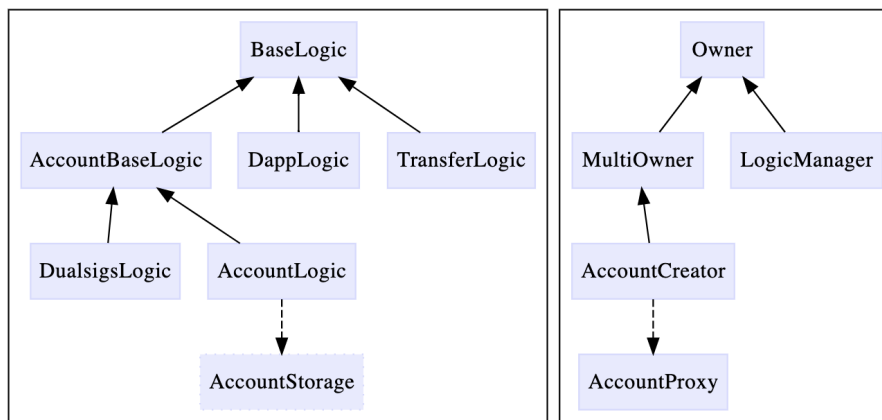 BaseLogic
AccountBaseLogic
DappLogic
TransferLogic
DualsigsLogic
AccountLogic
AccountStorage
Owner
MultiOwner
LogicManager
AccountCreator
AccountProxy